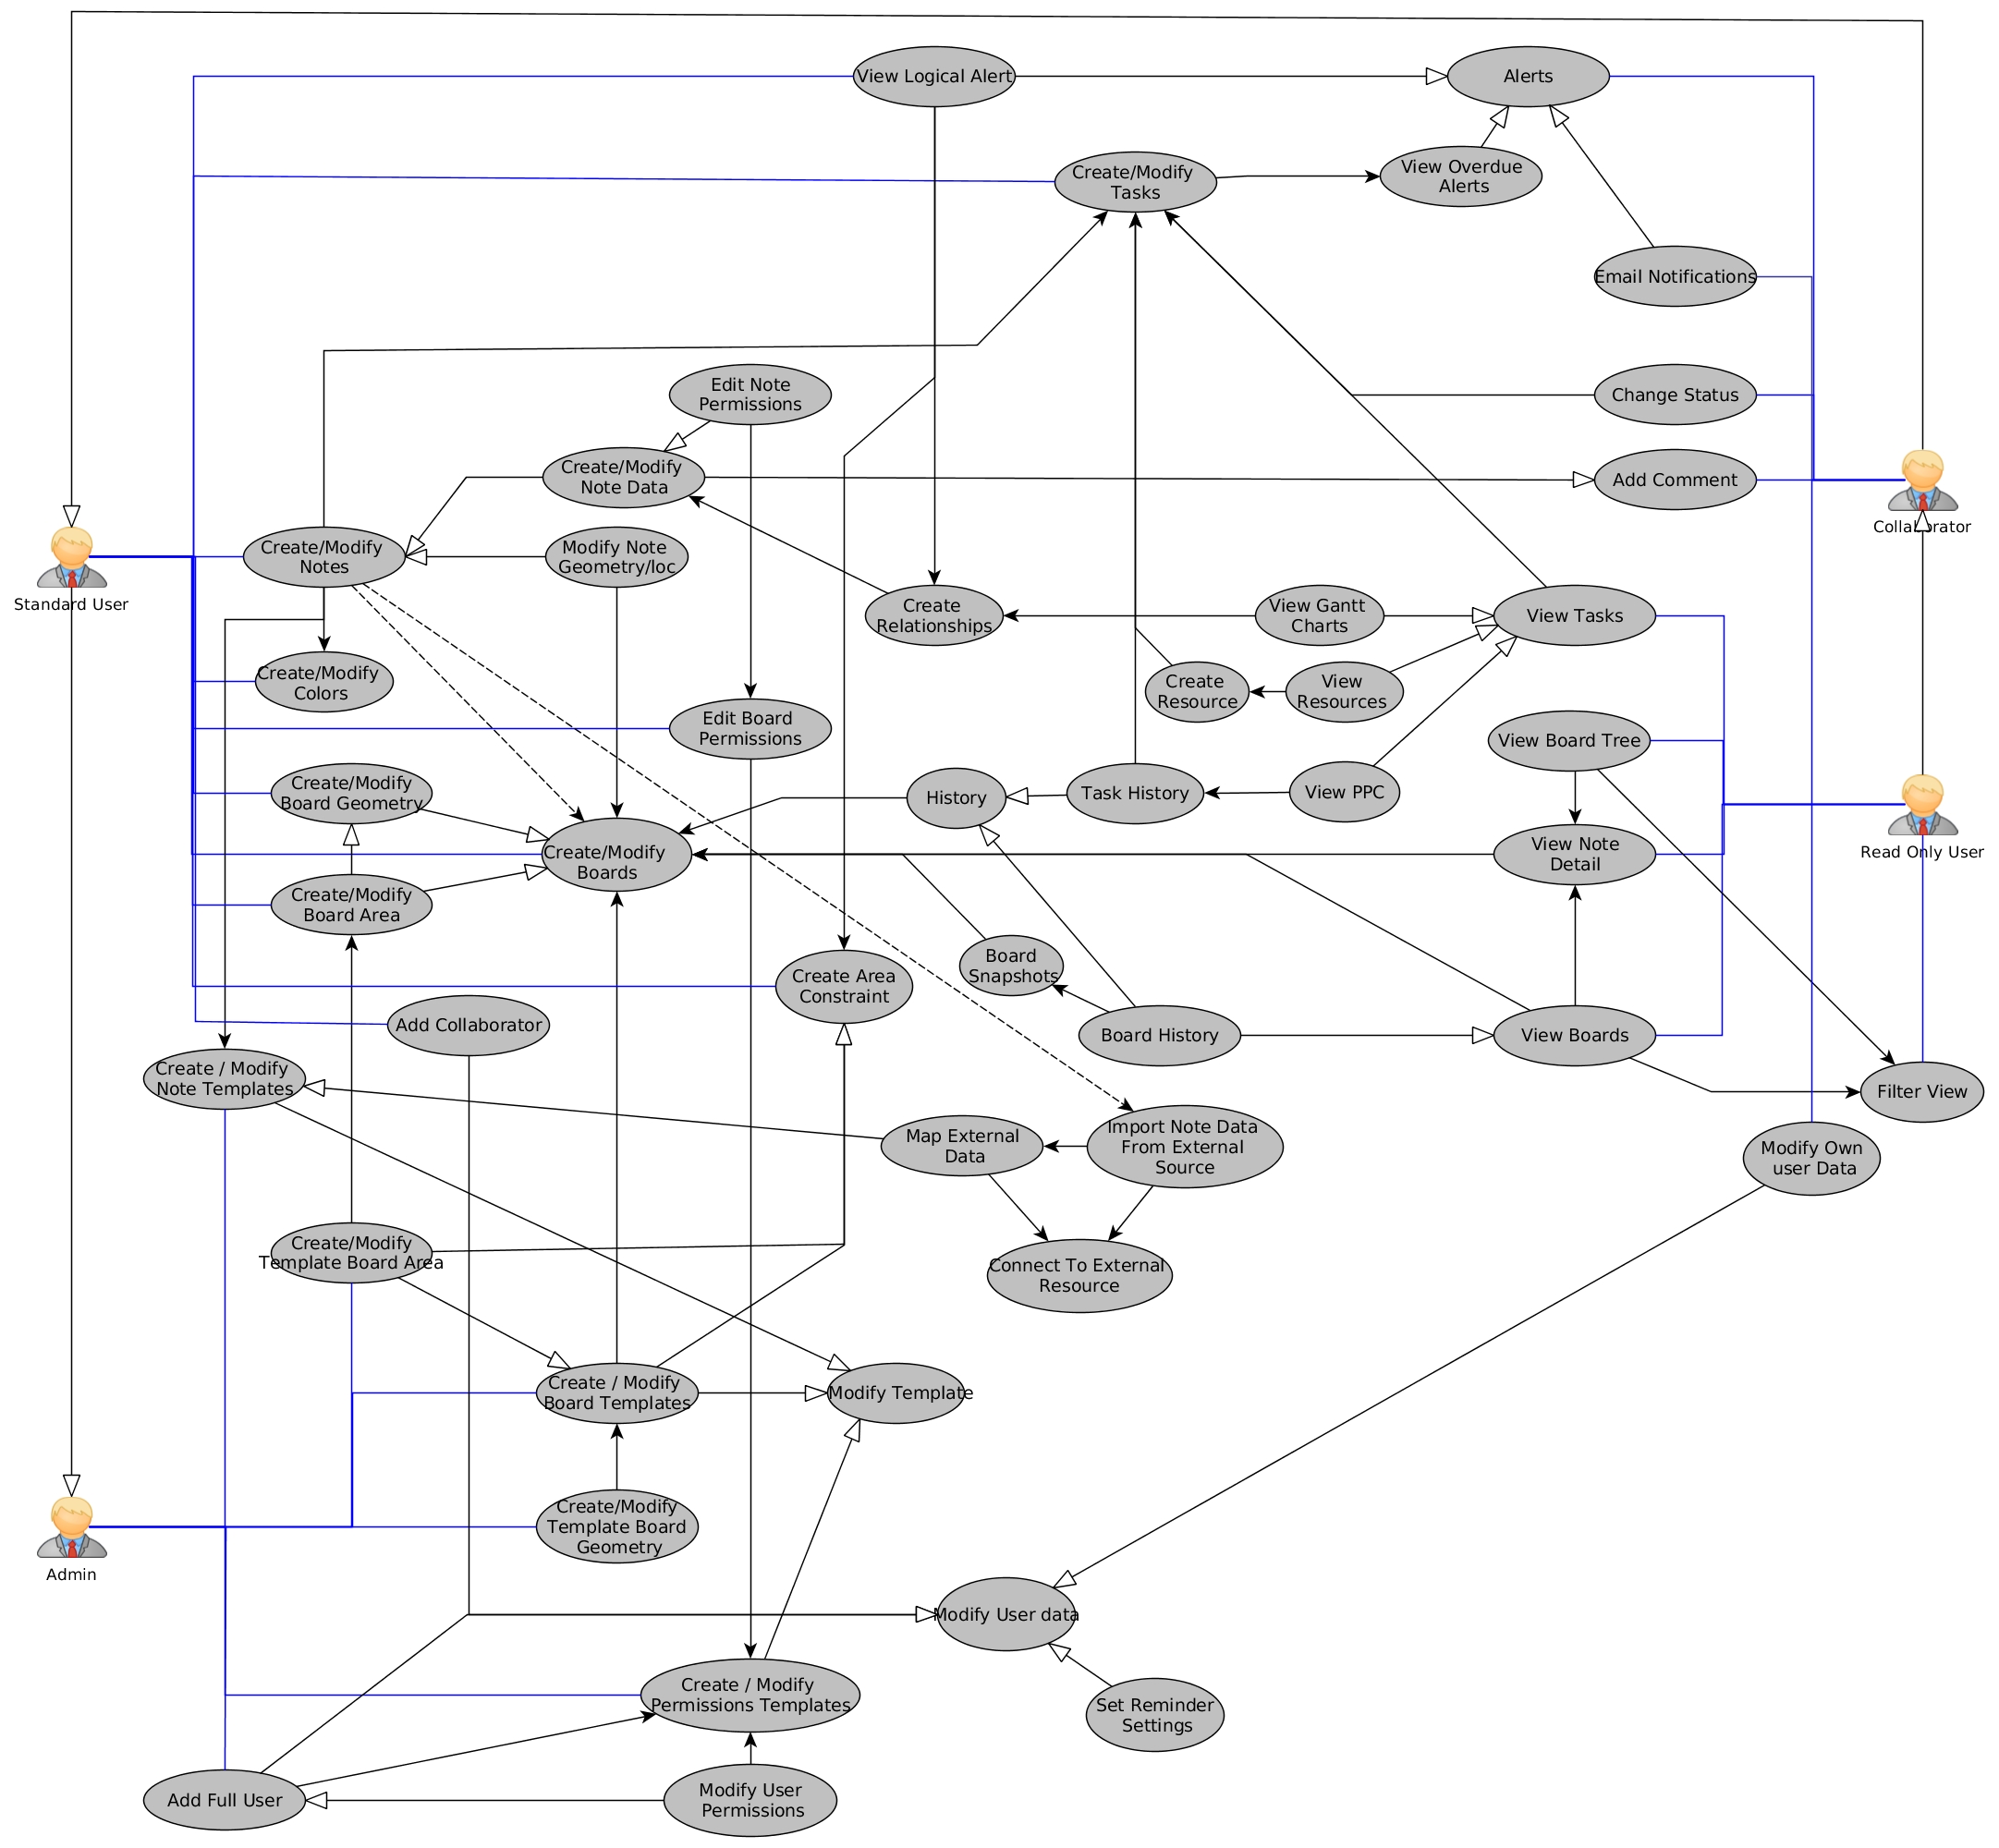 View Logical Alert
Alerts
Create/Modify
Tasks
View Overdue
Alerts
Email Notifications
Edit Note
Permissions
Change Status
Create/Modify
Note Data
Add Comment
Collaborator
Create/Modify
Notes
Modify Note
Geometry/loc
Standard User
Create
Relationships
View Gantt
Charts
View Tasks
Create/Modify
Colors
Create
Resource
View
Resources
Edit Board
Permissions
View Board Tree
Create/Modify
Board Geometry
History
Task History
View PPC
Create/Modify
Boards
View Note
Detail
Read Only User
Create/Modify
Board Area
Board
Snapshots
Create Area
Constraint
Add Collaborator
Board History
View Boards
Create / Modify
Note Templates
Filter View
Map External
Data
Import Note Data
From External
Source
Modify Own
user Data
Create/Modify
Template Board Area
Connect To External
Resource
Create / Modify
Board Templates
Modify Template
Create/Modify
Template Board
Geometry
Admin
Modify User data
Create / Modify
Permissions Templates
Set Reminder
Settings
Add Full User
Modify User
Permissions